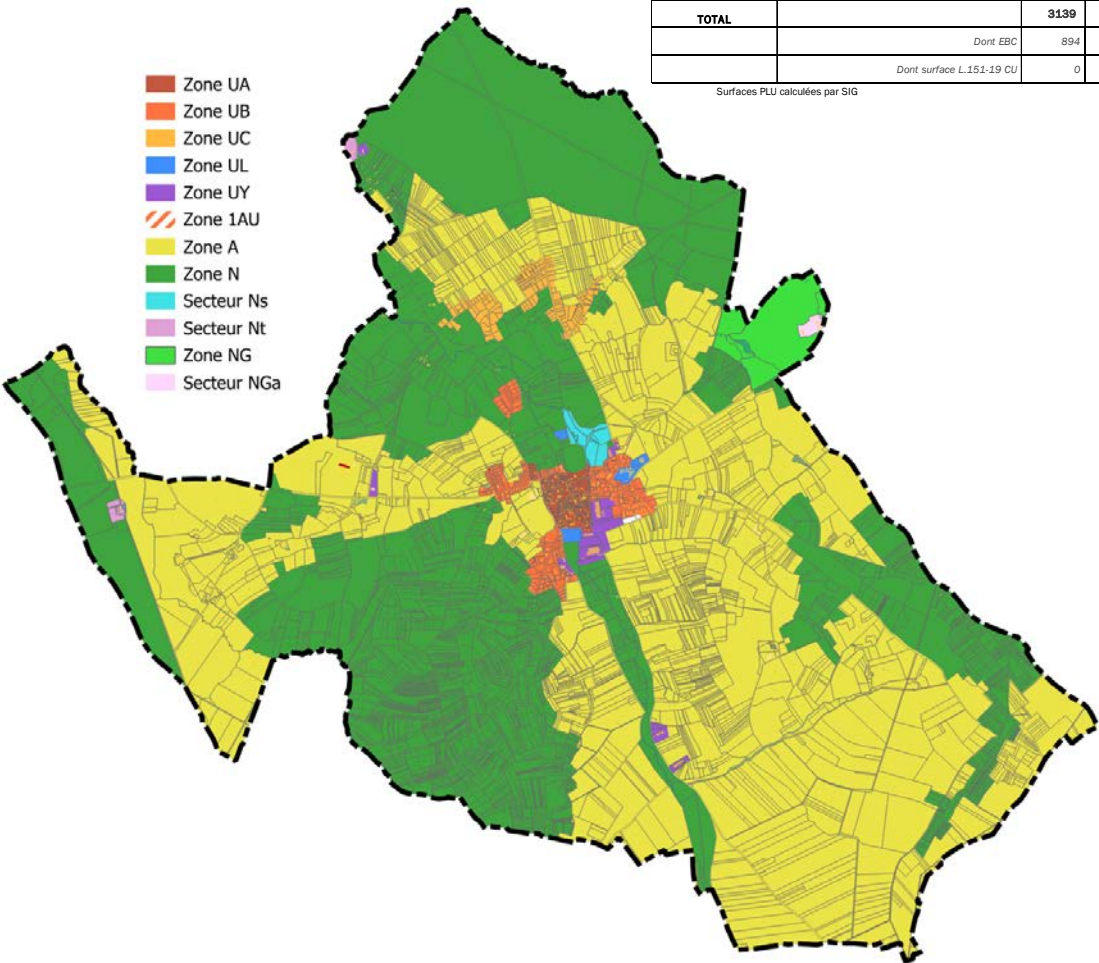 TOTAL 3139
Dont EBC 894
Dont surface L.151-19 CU 0
Surfaces PLU calculées par SIG
Zone UA
Zone UB
Zone UC
Zone UL
Zone UY
Zone 1AU
Zone A
Zone N
Secteur Ns
Secteur Nt
Zone NG
Secteur NGa